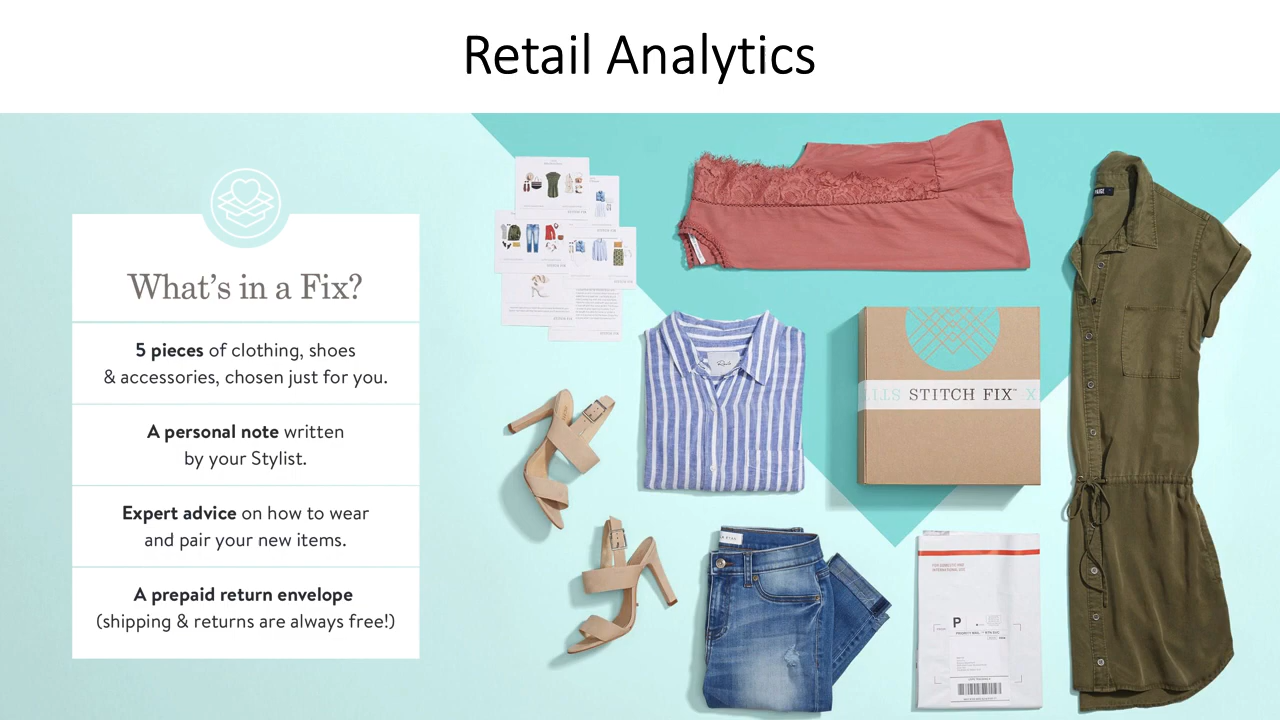 Retail Analytics
What's in a Fix?
5 pieces of clothing, shoes
& accessories, chosen just for you.
A personal note written
by your Stylist.
Expert advice on how to wear
and pair your new items.
A prepaid return envelope
(shipping & returns are always free!)
STITCH FIX™
P